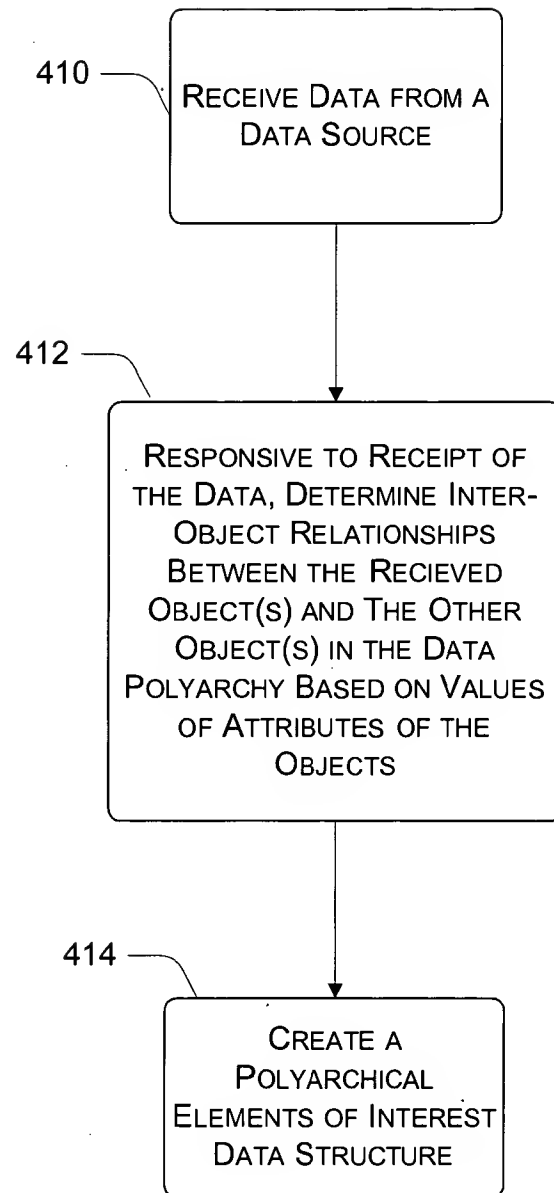 410
RECEIVE DATA FROM A
DATA SOURCE
412
RESPONSIVE TO RECEIPT OF
THE DATA, DETERMINE INTER-
OBJECT RELATIONSHIPS
BETWEEN THE RECIEVED
OBJECT(S) AND THE OTHER
OBJECT(S) IN THE DATA
POLYARCHY BASED ON VALUES
OF ATTRIBUTES OF THE
OBJECTS
414
CREATE A
POLYARCHICAL
ELEMENTS OF INTEREST
DATA STRUCTURE